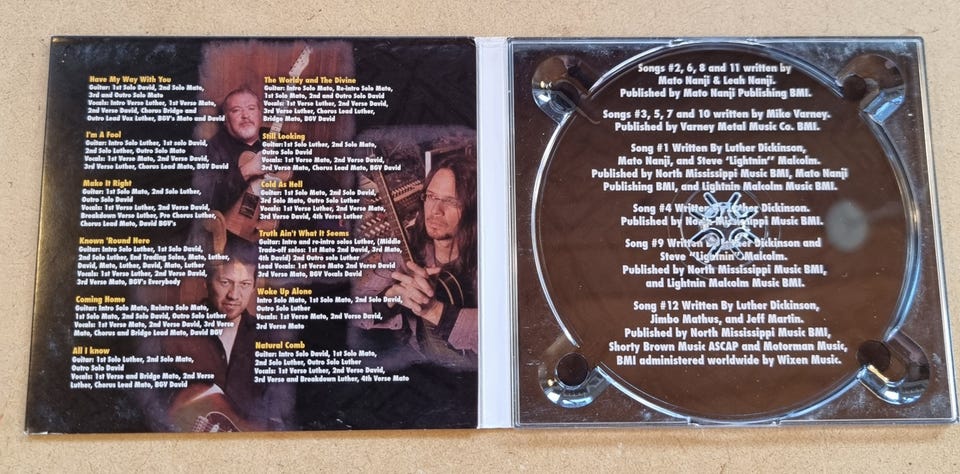 Have My Way With You
Guitar: 1st Solo David, 2nd Solo Mato,
3rd and Outro Solo Mato
Vocals: Intro Verse Luther, 1st Verse Mato,
2nd Verse David, Chorus Bridge and
Outro Lead Vox Luther, BGV's Mato and David
I'm A Fool
Guitar: Intro Solo Luther, 1st solo David,
2nd Solo Mato, Outro Solo Luther
Vocals: 1st Verse Mato, 2nd Verse David,
3rd Verse Luther, Chorus Lead Mato, BGV David
Make It Right
Guitar: 1st Solo David, 2nd Solo Luther,
Outro Solo Mato
Vocals: 1st Verse Mato, 2nd Verse David,
Breakdown Verse Luther, Pre Chorus Luther,
Chorus Lead Mato, David BGV's
Known 'Round Here
Guitar: Intro Solo Luther, 1st Solo David,
2nd Solo Luther, End Trading Solos, Mato, Luther,
David, Mato, Luther, David, Mato, Luther
Vocals: 1st Verse Luther, 2nd Verse David,
3rd Verse Mato, BGV's Everybody
Coming Home
Guitar: Intro Solo Mato, ReIntro Solo Mato,
1st Solo Mato, 2nd Solo David, Outro Solo Luther
Vocals: 1st Verse Mato, 2nd Verse David, 3rd Verse
Mato, Chorus and Bridge Lead Mato, David BGV
All I know
Guitar: 1st Solo Luther, 2nd Solo Mato,
Outro Solo David
Vocals: 1st Verse and Bridge Mato, 2nd Verse
Luther, Chorus Lead Mato, BGV David
The Worldy and The Divine
Guitar: Intro Solo Mato, Re-intro Solo Mato,
1st Solo Mato, 2nd and Outro Solo David
Vocals: 1st Verse Luther, 2nd Verse David,
3rd Verse Luther, Chorus Lead David,
Bridge Mato, BGV David
Still Looking
Guitar:1st Solo Luther, 2nd Solo Mato,
Outro Solo David
Vocals: 1st Verse Mato, 2nd Verse David,
3rd Verse Luther, Chorus Lead Mato, BGV David
Cold As Hell
Guitar: 1st Solo Mato, 2nd Solo David,
3rd Solo Mato, Outro Solo Luther
Vocals: 1st Verse Luther, 2nd Verse Mato,
3rd Verse David, 4th Verse Luther
Truth Ain't What It Seems
Guitar: Intro and re-intro solos Luther, (Middle
Trade-off solos: 1st Mato 2nd David, 3rd Mato,
4th David) 2nd Outro solo Luther
Lead Vocals: 1st Verse Mato 2nd Verse David
3rd Verse Mato, BGV Vocals David
Woke Up Alone
Intro Solo Mato, 1st Solo Mato, 2nd Solo David,
Outro Solo Luther
Vocals: 1st Verse Mato, 2nd Verse David,
3rd Verse Mato
Natural Comb
Guitar: Intro Solo David, 1st Solo Mato,
2nd Solo Luther, Outro Solo Luther
Vocals: 1st Verse Luther, 2nd Verse David,
3rd Verse and Breakdown Luther, 4th Verse Mato
Songs #2, 6, 8 and 11 written by
Mato Nanji & Leah Nanji.
Published by Mato Nanji Publishing BMI.
Songs #3, 5, 7 and 10 written by Mike Varney.
Published by Varney Metal Music Co. BMI.
Song #1 Written By Luther Dickinson,
Mato Nanji, and Steve 'Lightnin'' Malcolm.
Published by North Mississippi Music BMI, Mato Nanji
Publishing BMI, and Lightnin Malcolm Music BMI.
Song #4 Written Luther Dickinson.
Published by North Mississippi Music BMI.
Song #9 Dickinson and
Steve "Lightnin" Malcolm.
Published by North Mississippi Music BMI,
and Lightnin Malcolm Music BMI.
Song #12 Written By Luther Dickinson,
Jimbo Mathus, and Jeff Martin.
Published by North Mississippi Music BMI,
Shorty Brown Music ASCAP and Motorman Music,
BMI administered worldwide by Wixen Music.